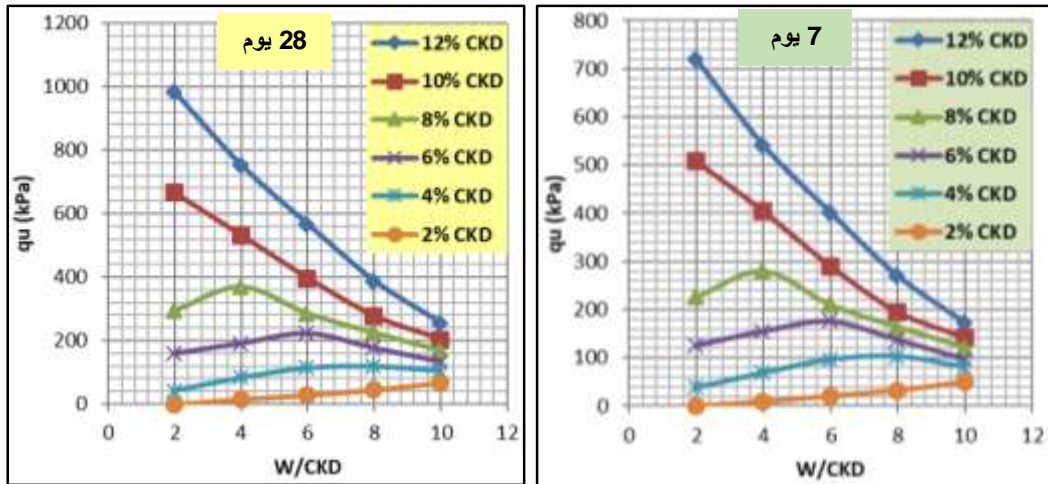 28 يوم
1200
1000
800
600
400
200
0
qu (kPa)
0 2 4 6 8 10 12
W/CKD
12% CKD
10% CKD
8% CKD
6% CKD
4% CKD
2% CKD
7 يوم
800
700
600
500
400
300
200
100
0
qu (kPa)
0 2 4 6 8 10 12
W/CKD
12% CKD
10% CKD
8% CKD
6% CKD
4% CKD
2% CKD